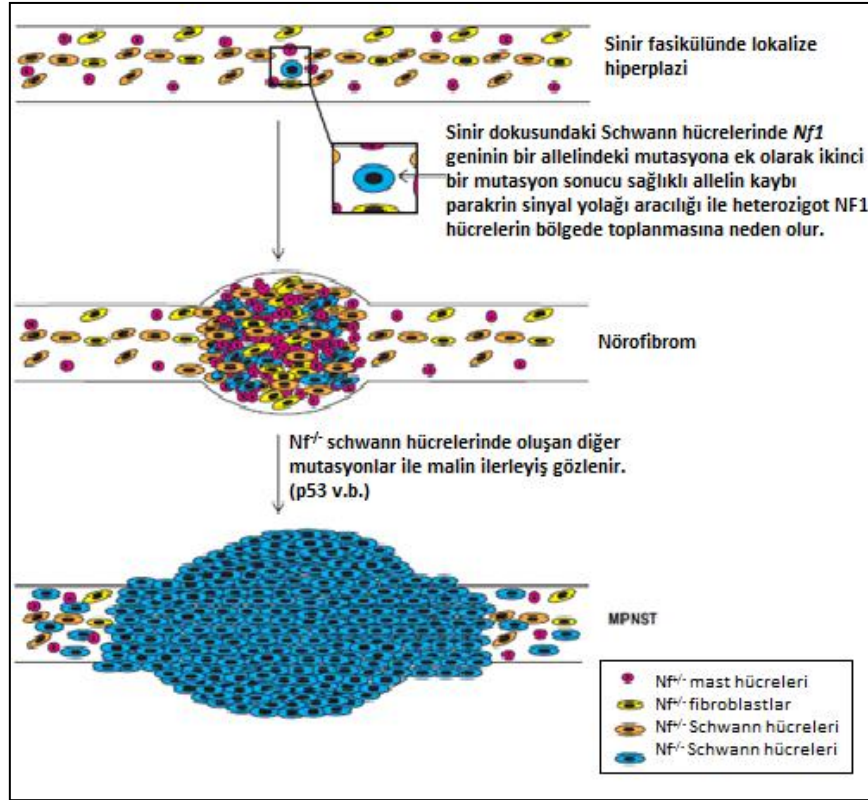 Sinir fasikülünde lokalize
hiperplazi
Sinir dokusundaki Schwann hücrelerinde Nf1
geninin bir allelindeki mutasyona ek olarak ikinci
bir mutasyon sonucu sağlıklı allelin kaybı
parakrin sinyal yolağı aracılığı ile heterozigot NF1
hücrelerin bölgede toplanmasına neden olur.
Nörofibrom
Nf⁻/⁻ schwann hücrelerinde oluşan diğer
mutasyonlar ile malin ilerleyiş gözlenir.
(p53 v.b.)
MPNST
Nf⁺/⁻ mast hücreleri
Nf⁺/⁻ fibroblastlar
Nf⁺/⁻ Schwann hücreleri
Nf⁻/⁻ Schwann hücreleri